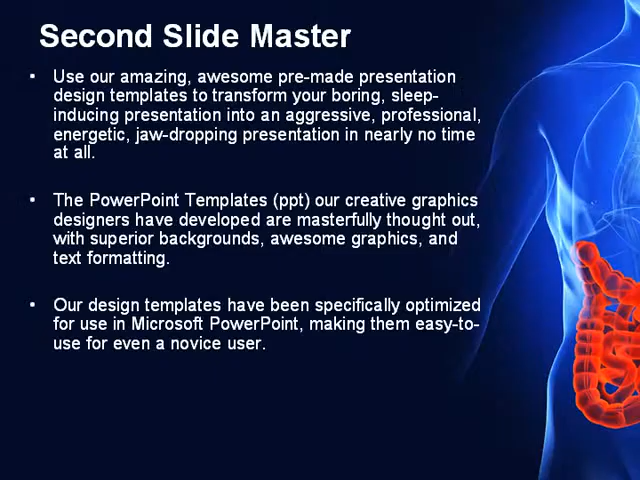 Second Slide Master
• Use our amazing, awesome pre-made presentation
design templates to transform your boring, sleep-
inducing presentation into an aggressive, professional,
energetic, jaw-dropping presentation in nearly no time
at all.
• The PowerPoint Templates (ppt) our creative graphics
designers have developed are masterfully thought out,
with superior backgrounds, awesome graphics, and
text formatting.
• Our design templates have been specifically optimized
for use in Microsoft PowerPoint, making them easy-to-
use for even a novice user.